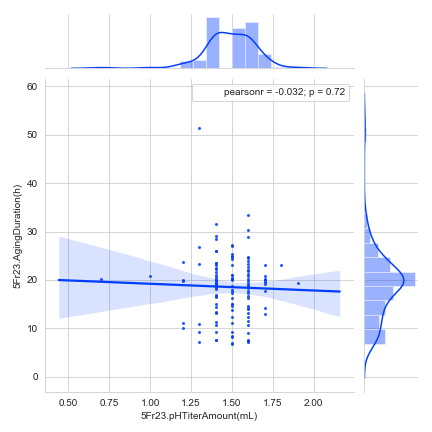 pearsonr = -0.032; p = 0.72
60
50
40
30
20
10
0
5Fr23.AgingDuration(h)
0.50 0.75 1.00 1.25 1.50 1.75 2.00
5Fr23.pHTiterAmount(mL)